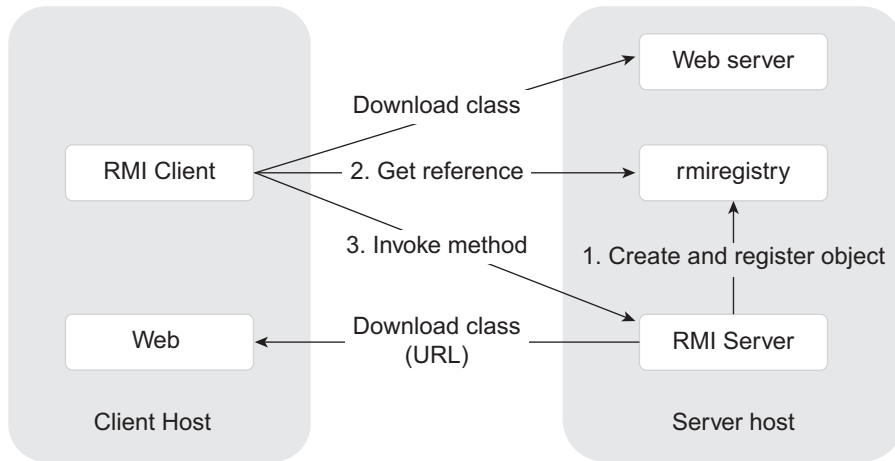 Web server
Download class
RMI Client
2. Get reference
rmiregistry
3. Invoke method
1. Create and register object
Web
Download class
(URL)
RMI Server
Client Host
Server host